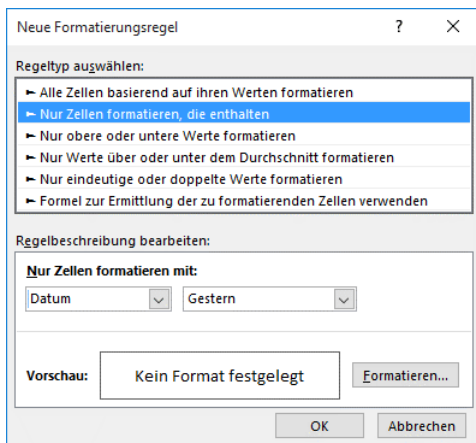 Neue Formatierungsregel ? X
Regeltyp auswählen:
► Alle Zellen basierend auf ihren Werten formatieren
► Nur Zellen formatieren, die enthalten
► Nur obere oder untere Werte formatieren
► Nur Werte über oder unter dem Durchschnitt formatieren
► Nur eindeutige oder doppelte Werte formatieren
► Formel zur Ermittlung der zu formatierenden Zellen verwenden
Regelbeschreibung bearbeiten:
Nur Zellen formatieren mit:
Datum Gestern
Vorschau: Kein Format festgelegt Formatieren...
OK Abbrechen